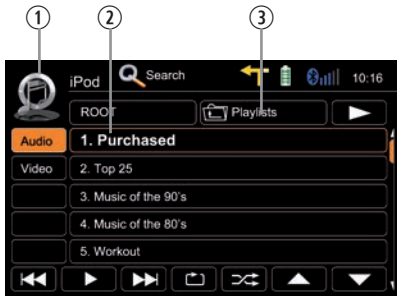 1 2 3
iPod Search 10:16
ROOT Playlists
Audio 1. Purchased
Video 2. Top 25
3. Music of the 90's
4. Music of the 80's
5. Workout